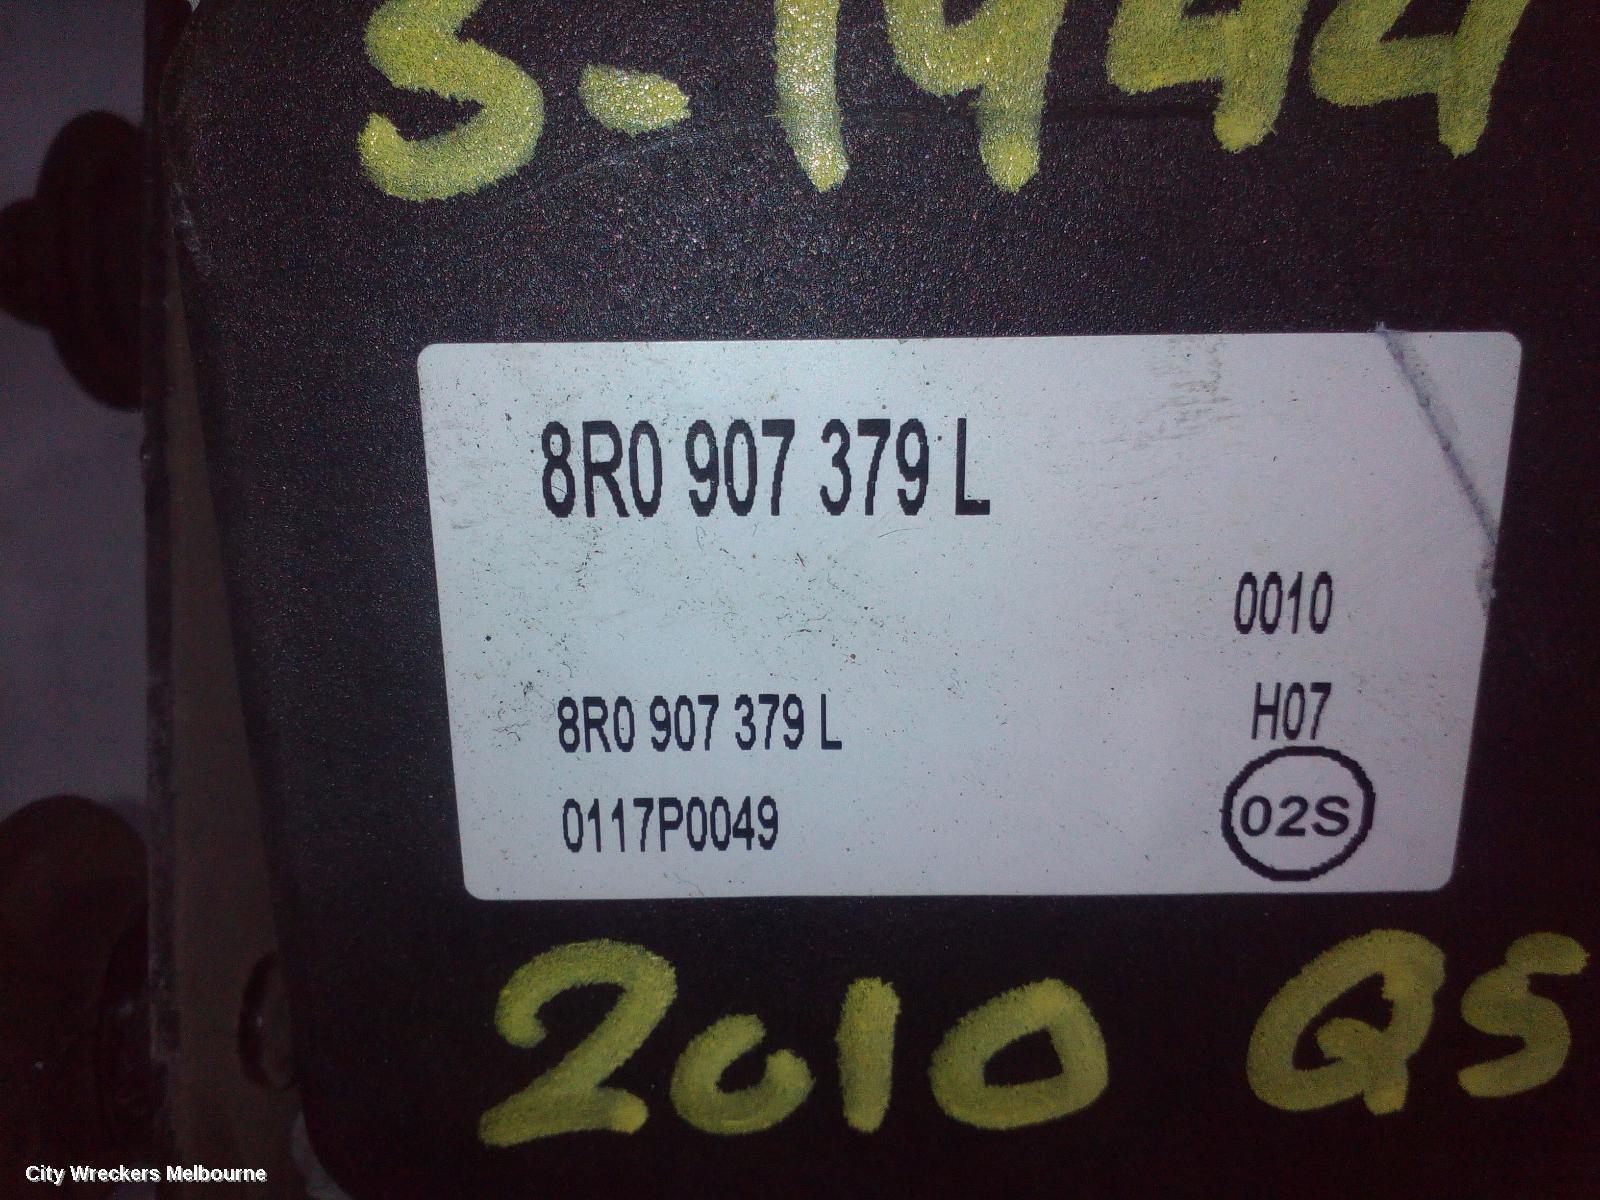 S-1944
8R0 907 379 L
0010
8R0 907 379 L
H07
0117P0049
02S
2010 Q5
City Wreckers Melbourne